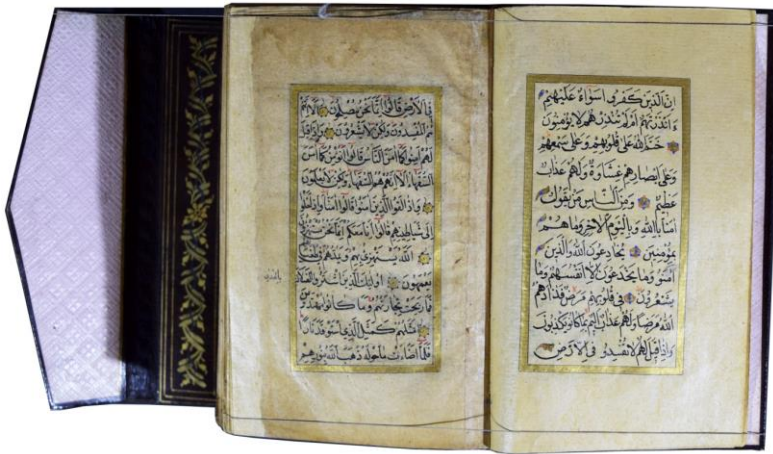 ان الذين كفروا سواء عليهم
ءانذرتهم ام لم تنذرهم لا يؤمنون
ختم الله على قلوبهم وعلى سمعهم
وعلى ابصارهم غشاوة ولهم عذاب
عظيم ومن الناس من يقول
امنا بالله وباليوم الاخر وما هم
بمؤمنين يخادعون الله والذين
امنوا وما يخدعون الا انفسهم وما
يشعرون في قلوبهم مرض فزادهم
الله مرضا ولهم عذاب اليم بما كانوا يكذبون
واذا قيل لهم لا تفسدوا في الارض
في الارض قالوا انما نحن مصلحون الا انهم
هم المفسدون ولكن لا يشعرون واذا قيل
لهم امنوا كما امن الناس قالوا انؤمن كما امن
السفهاء الا انهم هم السفهاء ولكن لا يعلمون
واذا لقوا الذين امنوا قالوا امنا واذا خلوا
الى شياطينهم قالوا انا معكم انما نحن
الله يستهزئ بهم ويمدهم في طغيانهم
يعمهون اولئك الذين اشتروا الضلالة
فما ربحت تجارتهم وما كانوا مهتدين
مثلهم كمثل الذي استوقد نارا
فلما اضاءت ما حوله ذهب الله بنورهم